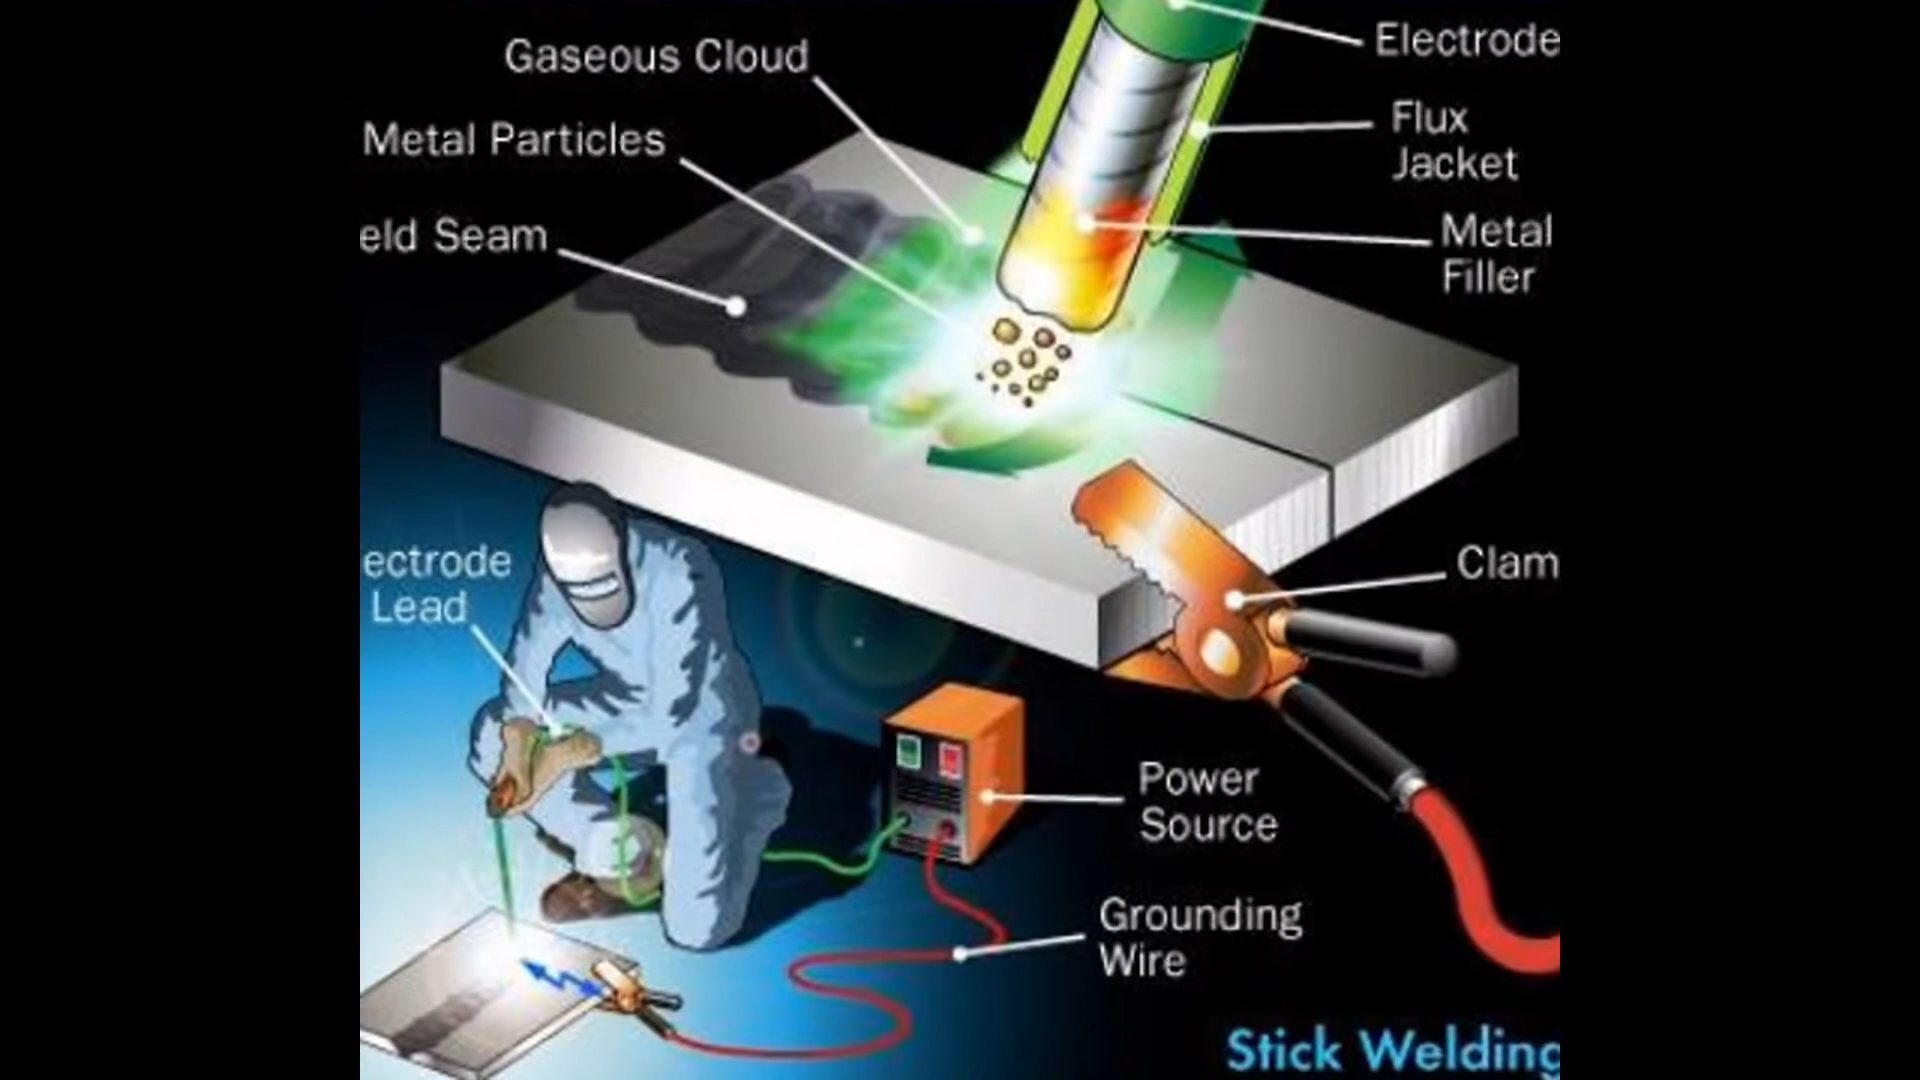 Electrode
Gaseous Cloud
Flux
Jacket
Metal Particles
Metal
Filler
eld Seam
ectrode
Lead
Clam
Power
Source
Grounding
Wire
Stick Welding